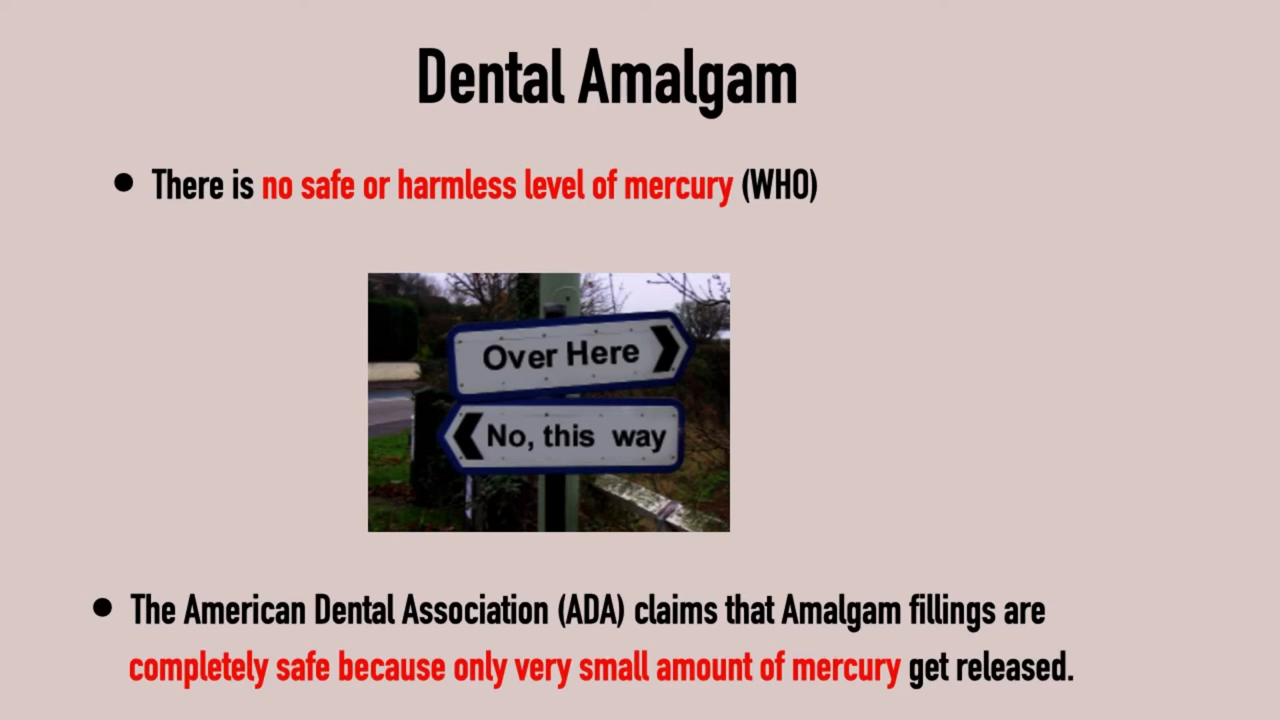 Dental Amalgam
• There is no safe or harmless level of mercury (WHO)
Over Here
No, this way
• The American Dental Association (ADA) claims that Amalgam fillings are
completely safe because only very small amount of mercury get released.